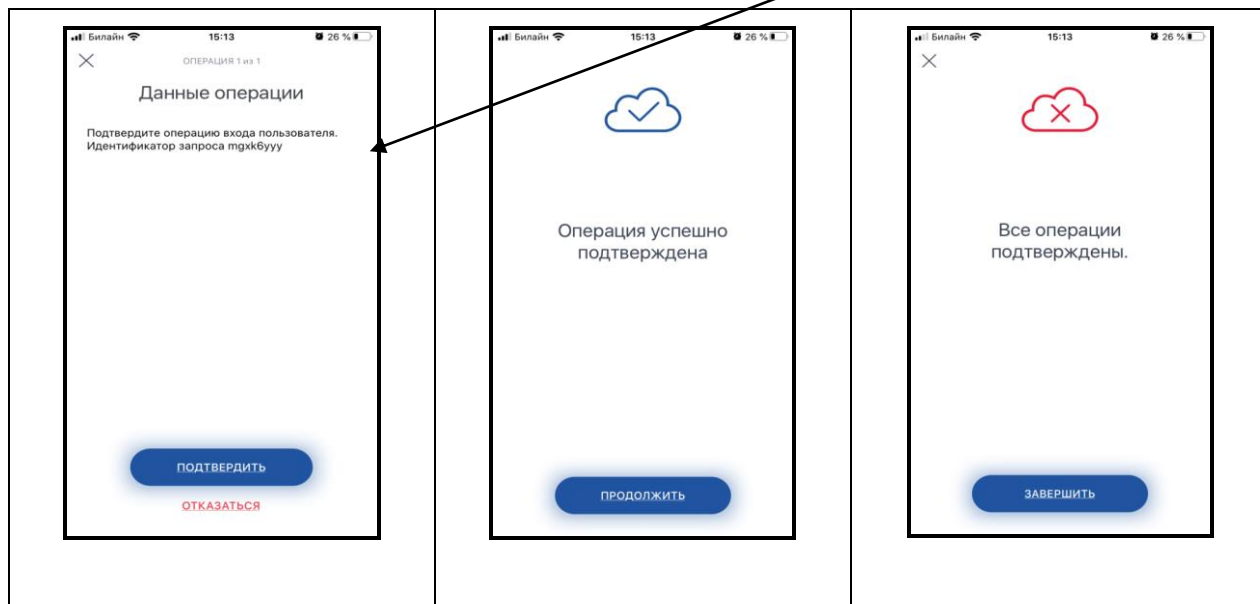 Билайн 15:13 26 %
ОПЕРАЦИЯ 1 из 1
Данные операции
Подтвердите операцию входа пользователя.
Идентификатор запроса mgxk6yyy
ПОДТВЕРДИТЬ
ОТКАЗАТЬСЯ
Билайн 15:13 26 %
Операция успешно
подтверждена
ПРОДОЛЖИТЬ
Билайн 15:13 26 %
Все операции
подтверждены.
ЗАВЕРШИТЬ